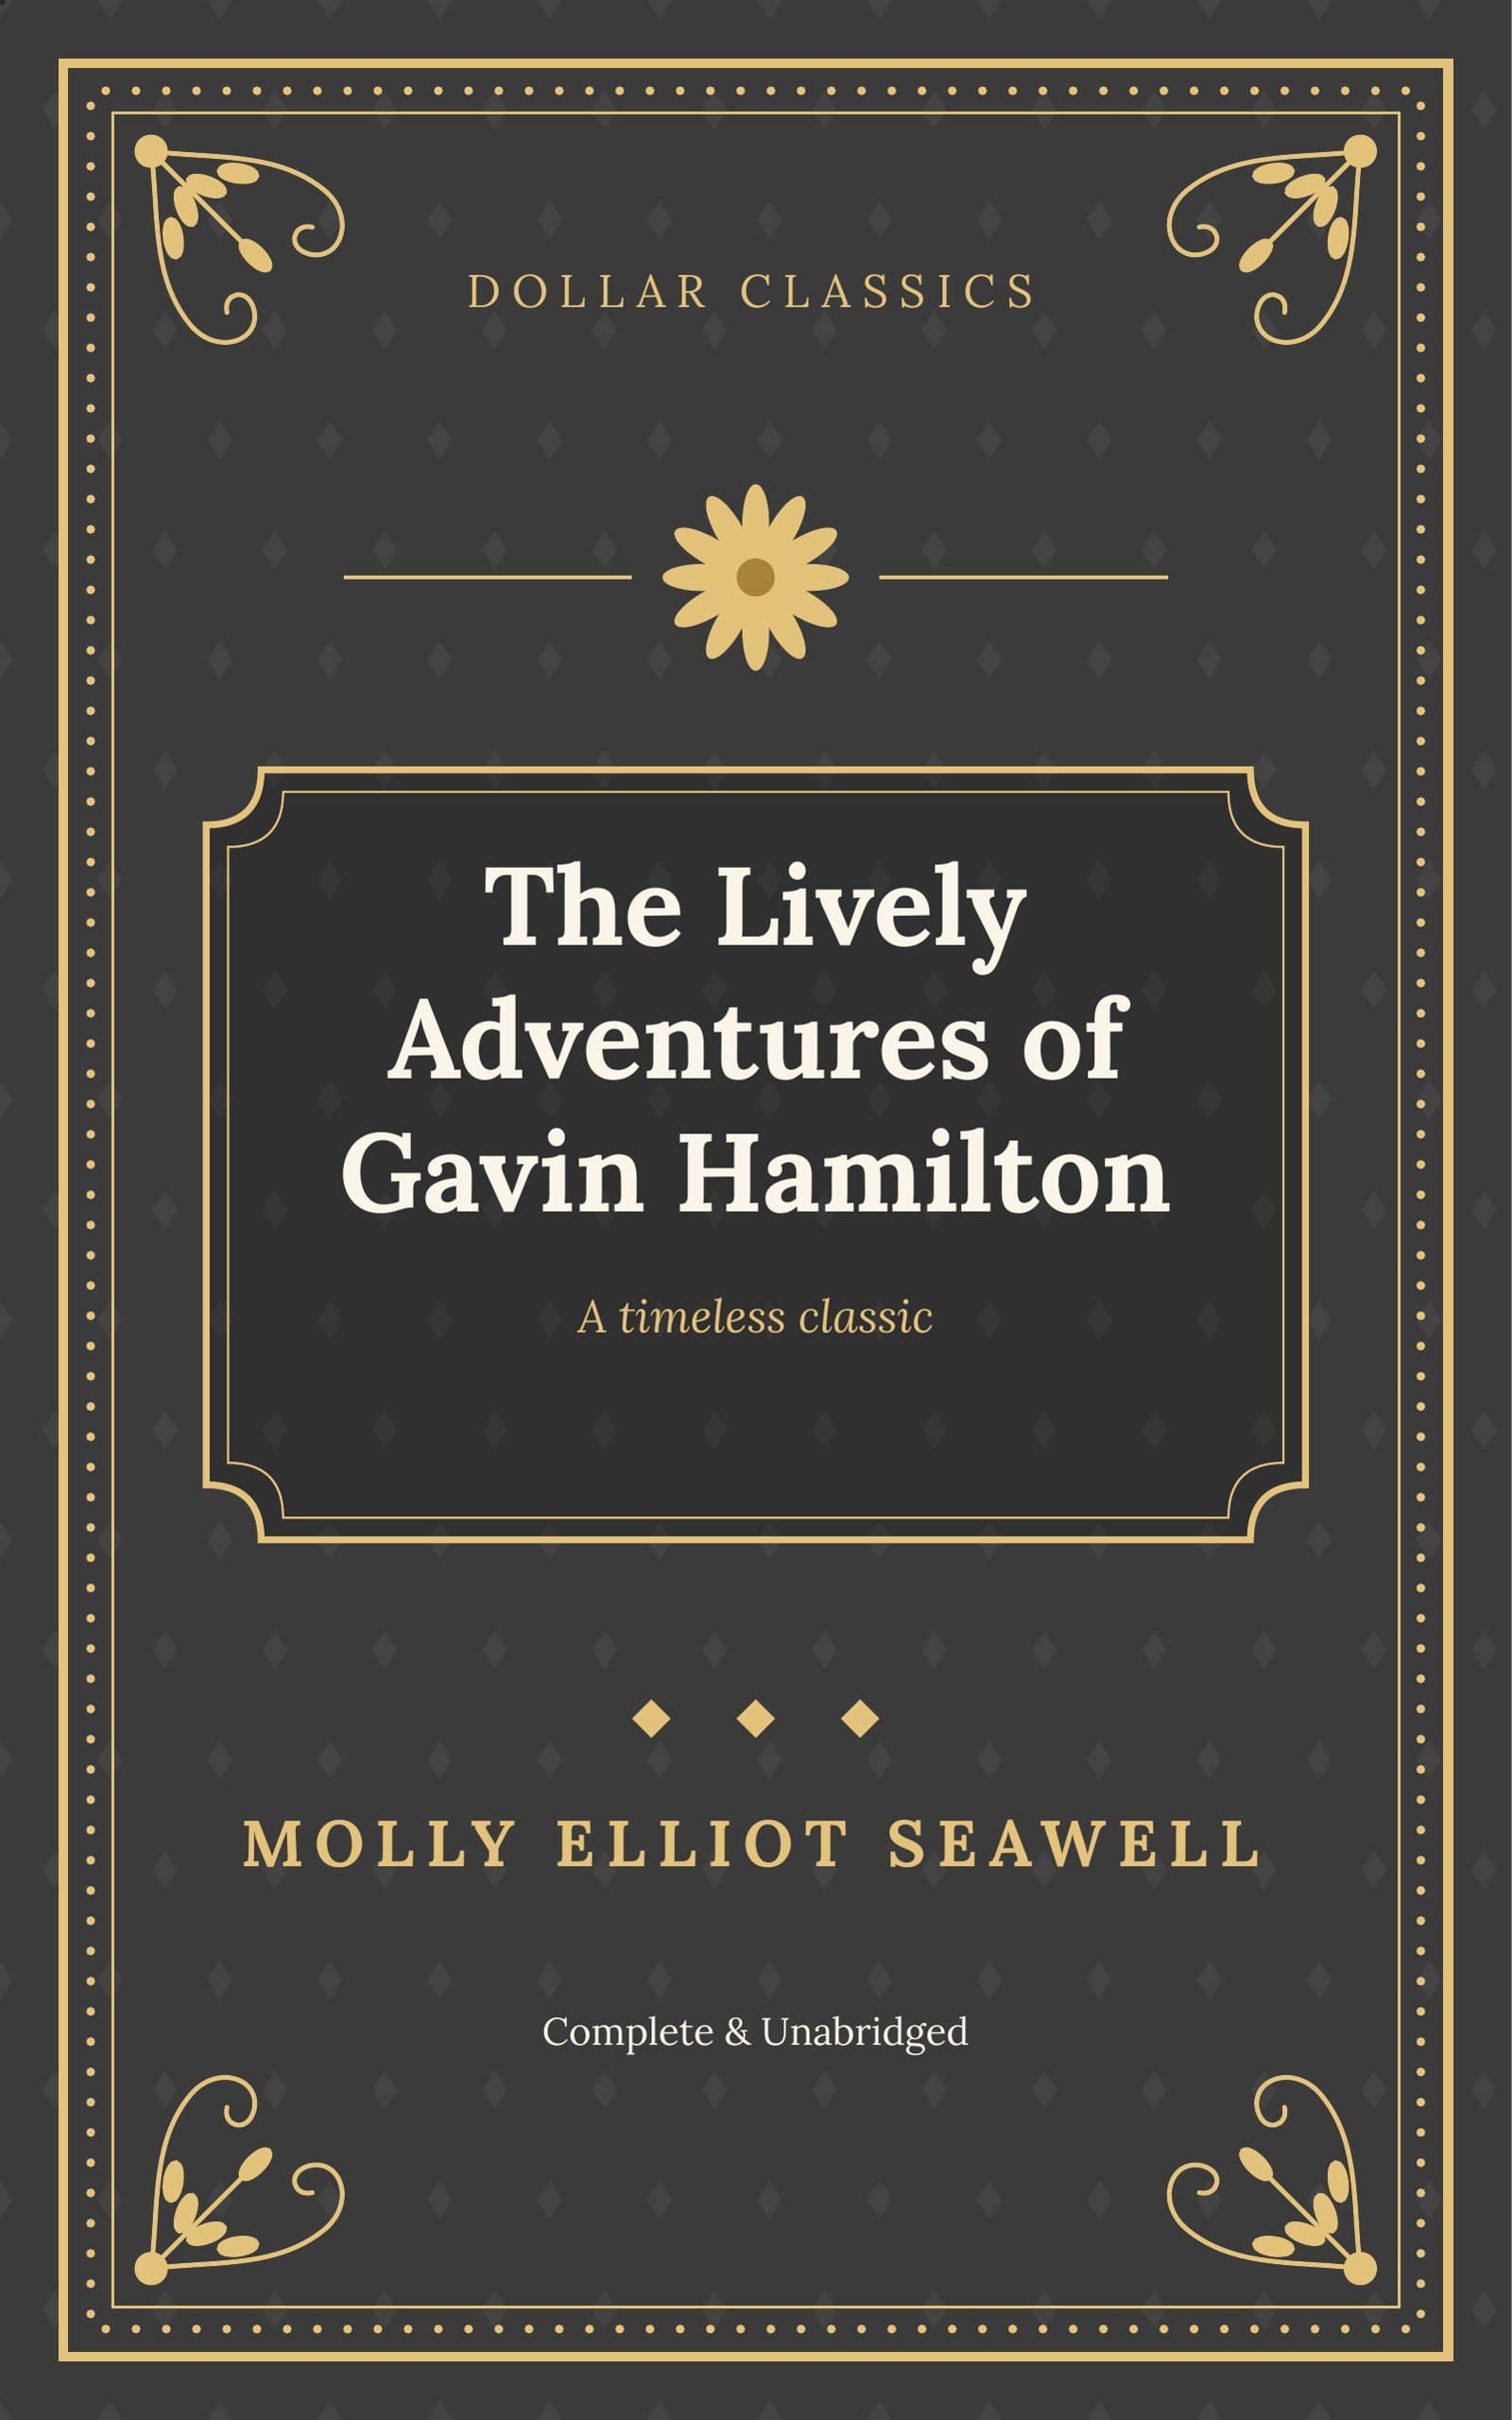 DOLLAR CLASSICS
The Lively
Adventures of
Gavin Hamilton
A timeless classic
MOLLY ELLIOT SEAWELL
Complete & Unabridged